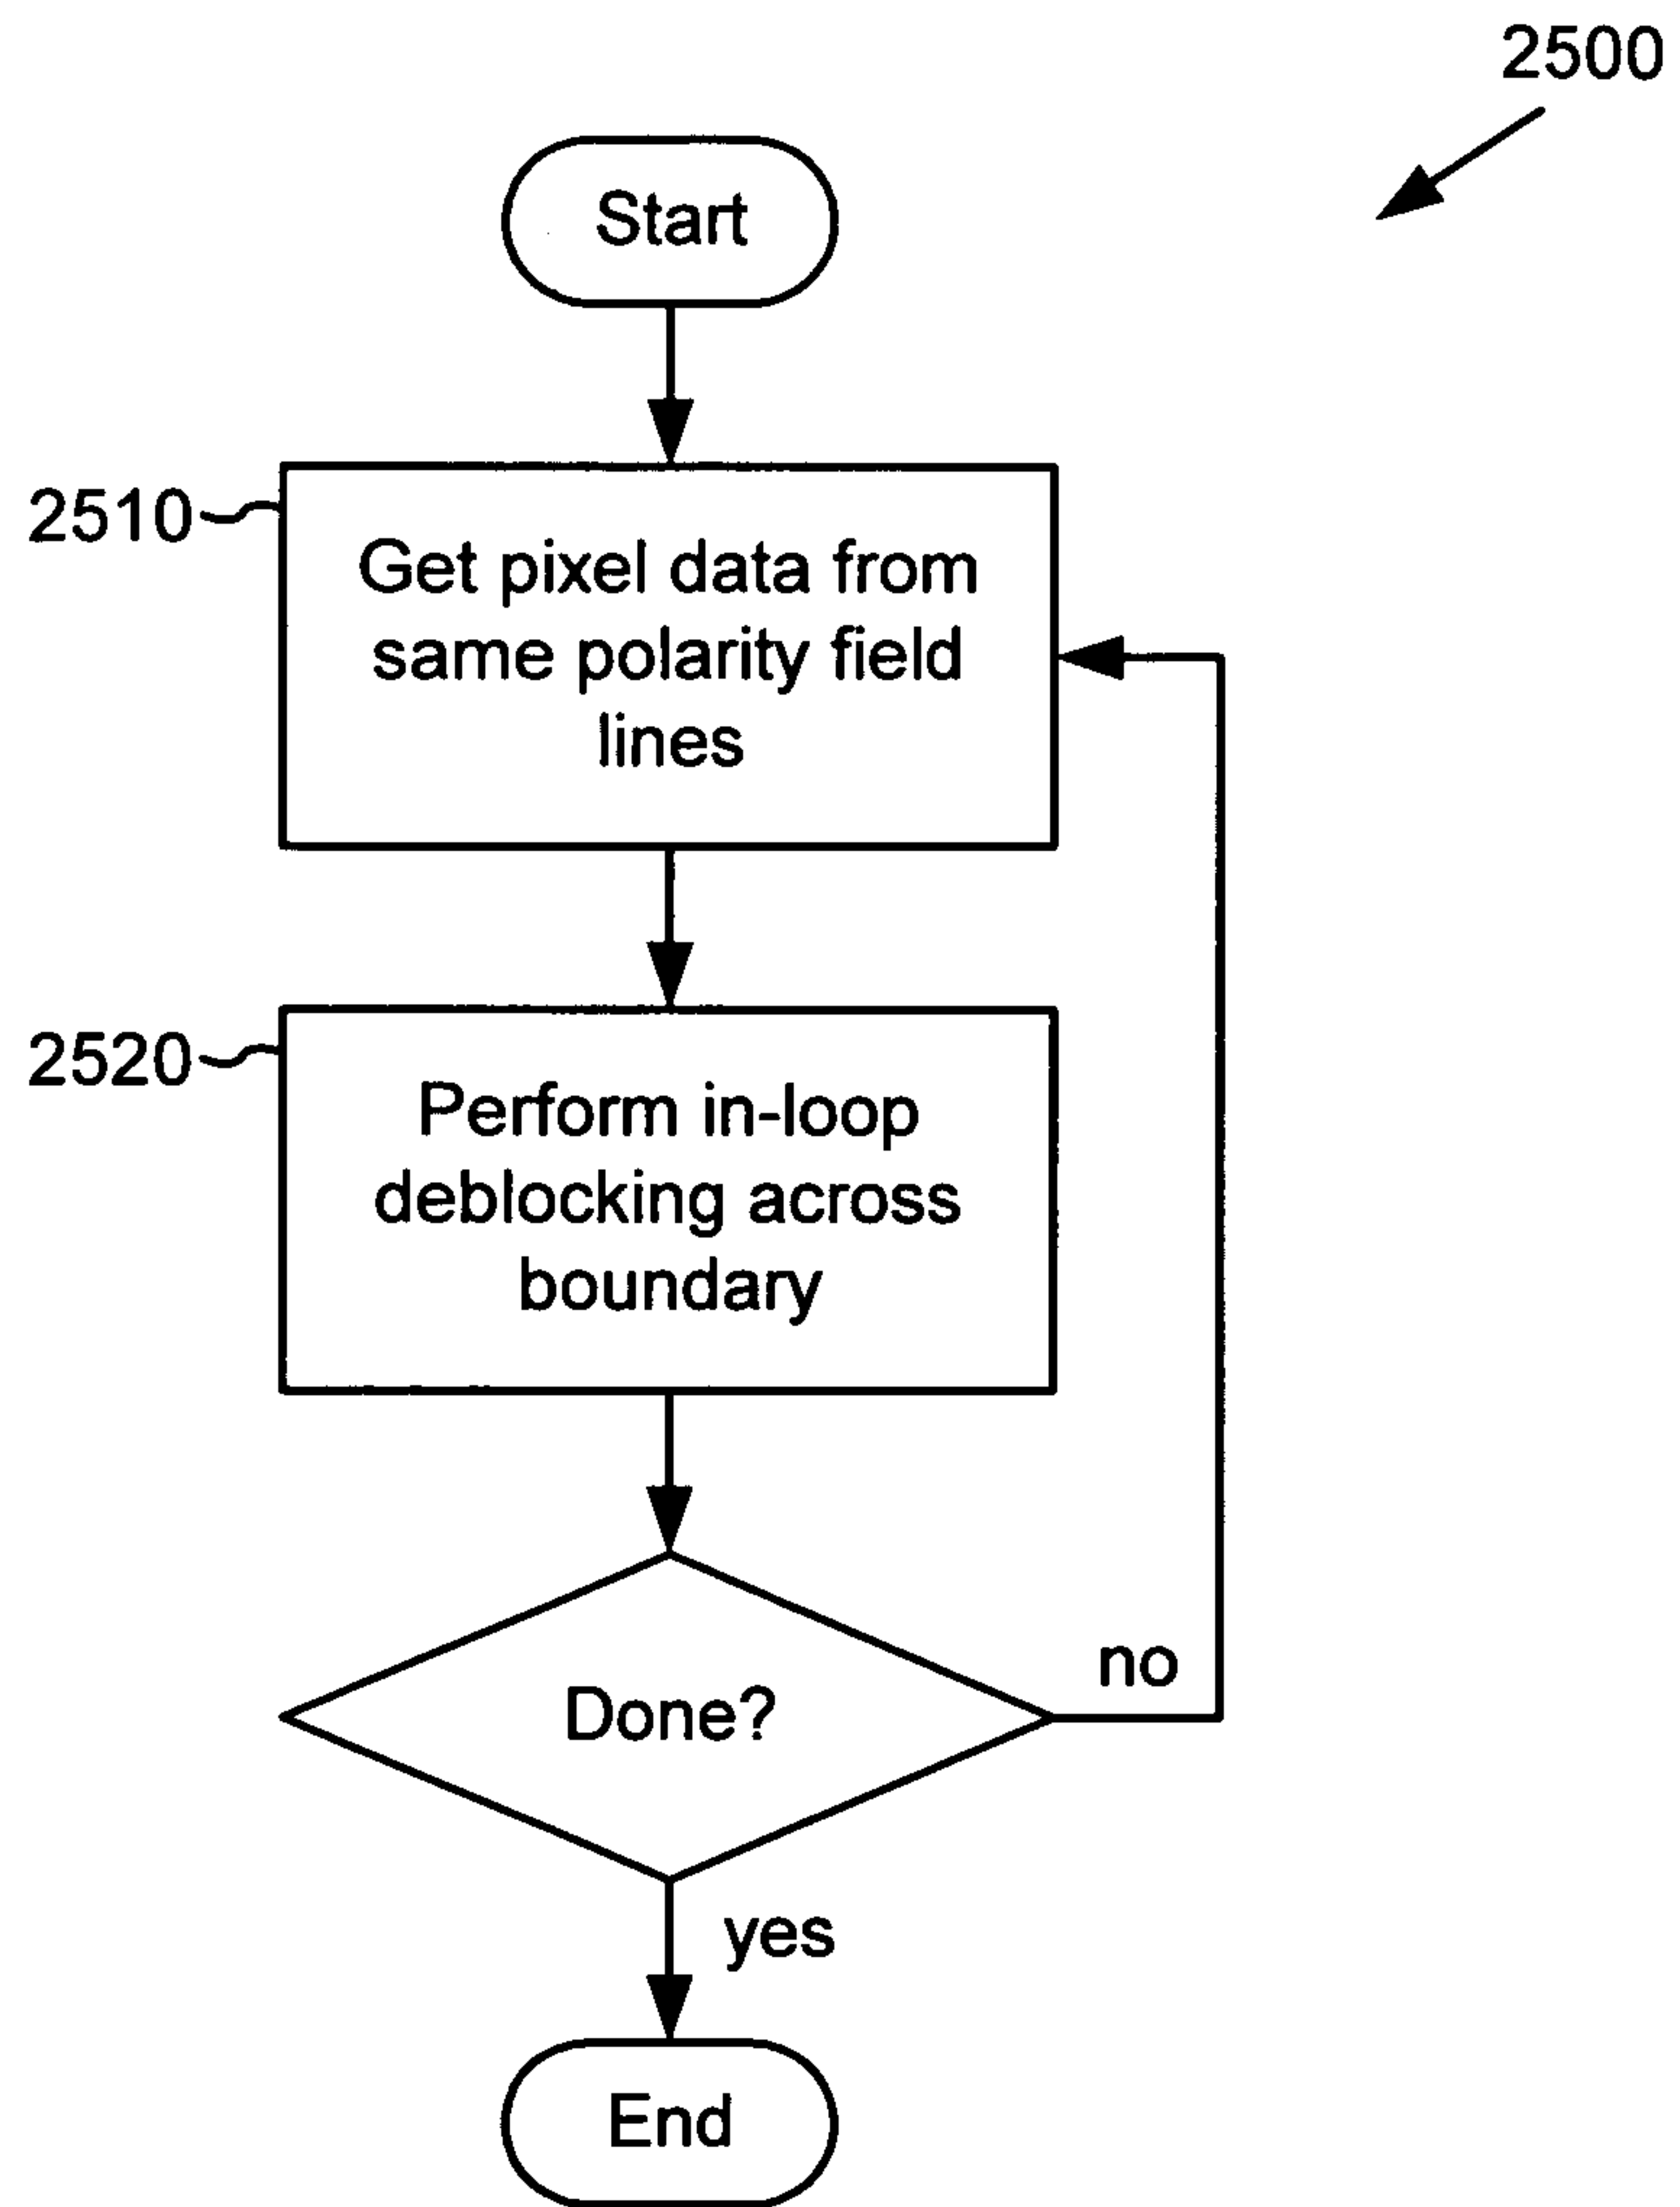 2500
Start
2510
Get pixel data from
same polarity field
lines
2520
Perform in-loop
deblocking across
boundary
Done?
no
yes
End